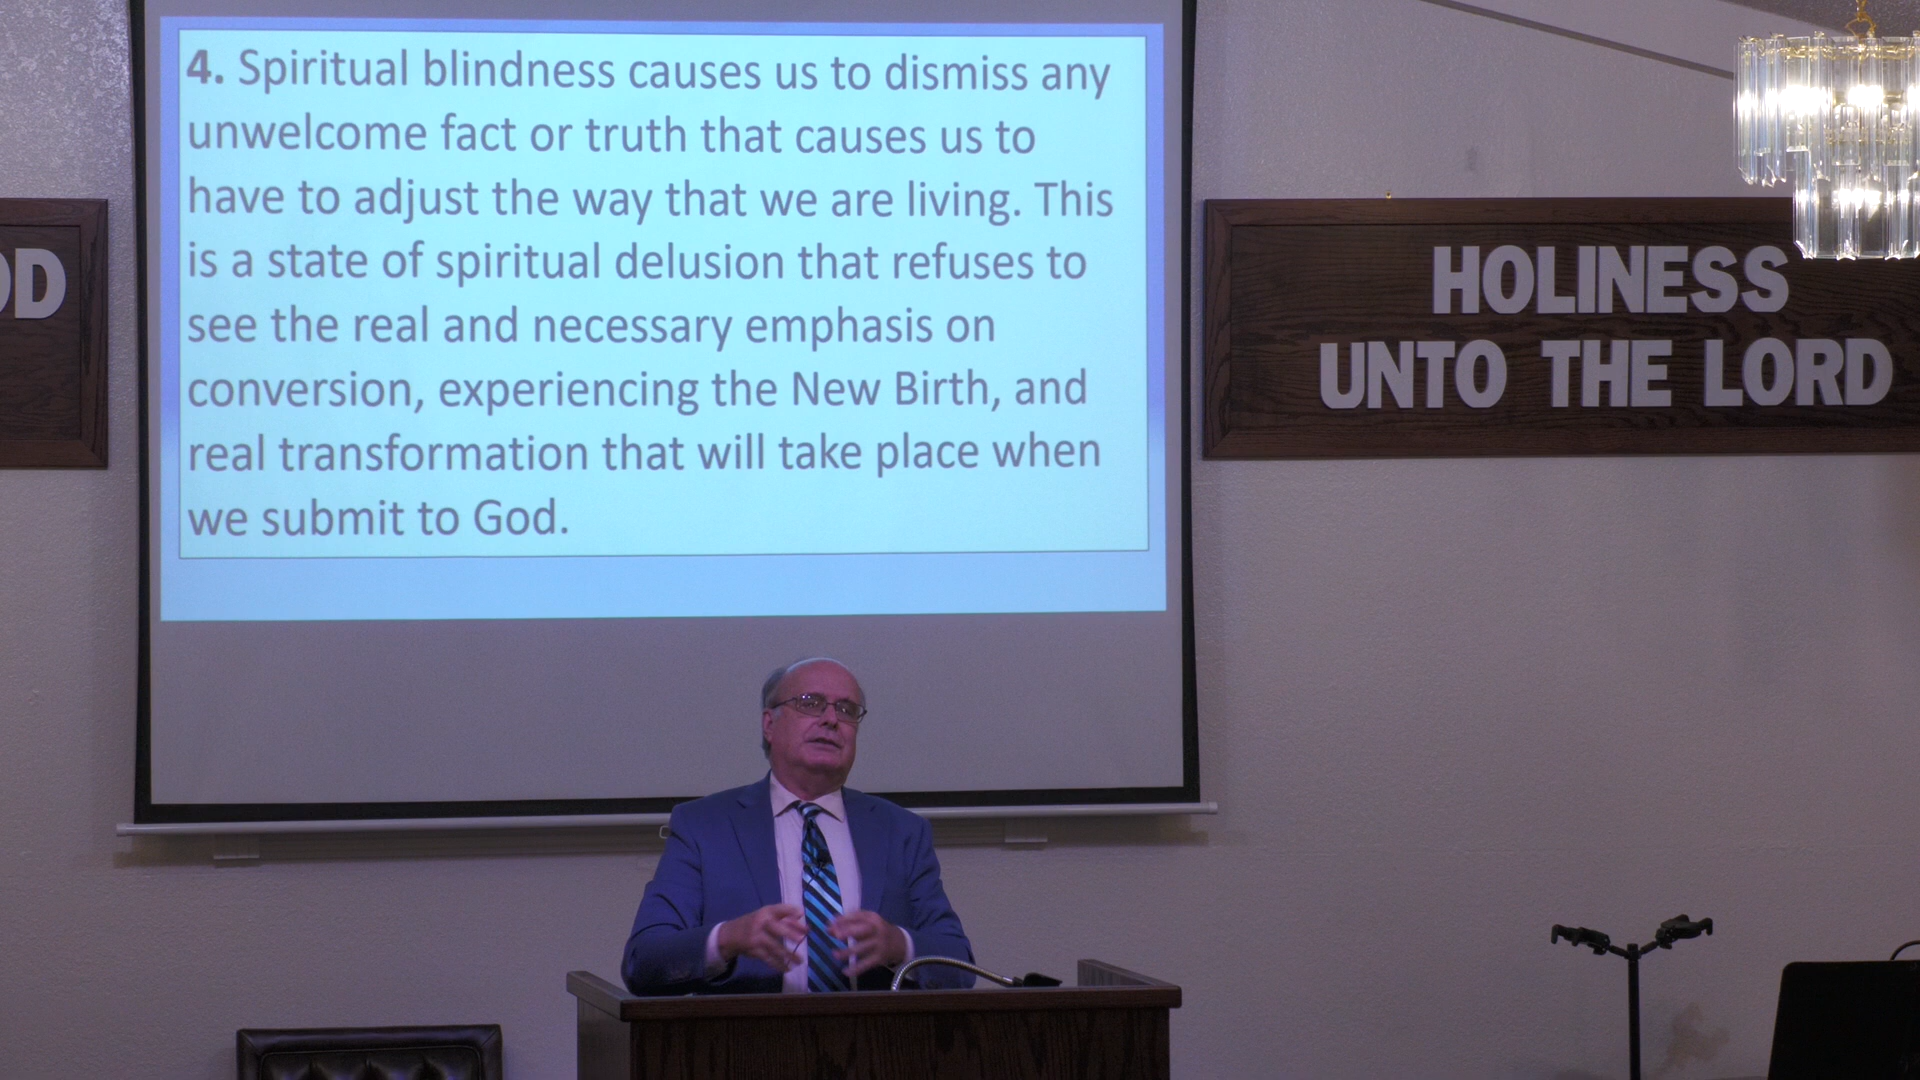 4. Spiritual blindness causes us to dismiss any
unwelcome fact or truth that causes us to
have to adjust the way that we are living. This
is a state of spiritual delusion that refuses to
see the real and necessary emphasis on
conversion, experiencing the New Birth, and
real transformation that will take place when
we submit to God.
HOLINESS
UNTO THE LORD